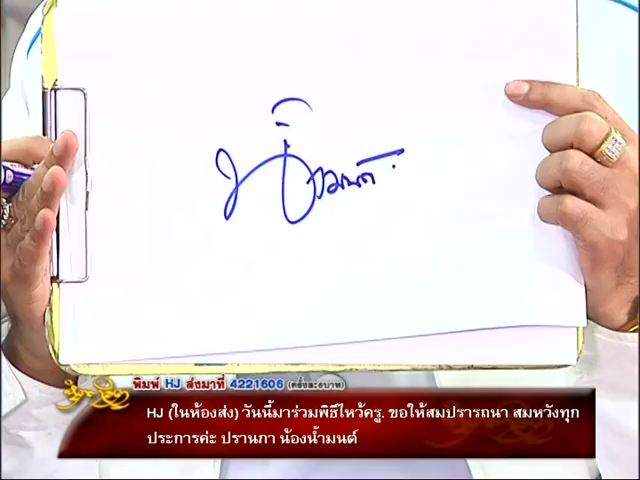 พิมพ์ HJ ส่งมาที่ 4221606 (ครั้งละ๖บาท)
HJ (ในห้องส่ง) วันนี้มาร่วมพิธีไหว้ครู. ขอให้สมปรารถนา สมหวังทุก
ประการค่ะ ปรานภา น้องน้ำมนต์